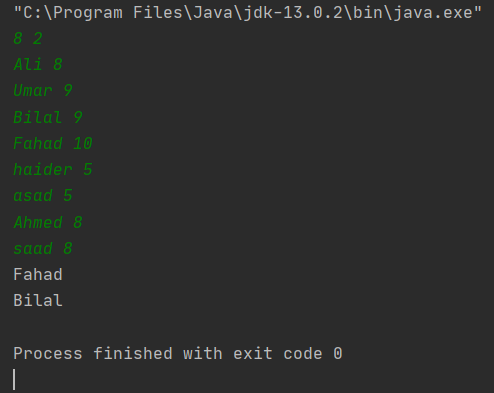 "C:\Program Files\Java\jdk-13.0.2\bin\java.exe"
8 2
Ali 8
Umar 9
Bilal 9
Fahad 10
haider 5
asad 5
Ahmed 8
saad 8
Fahad
Bilal
Process finished with exit code 0